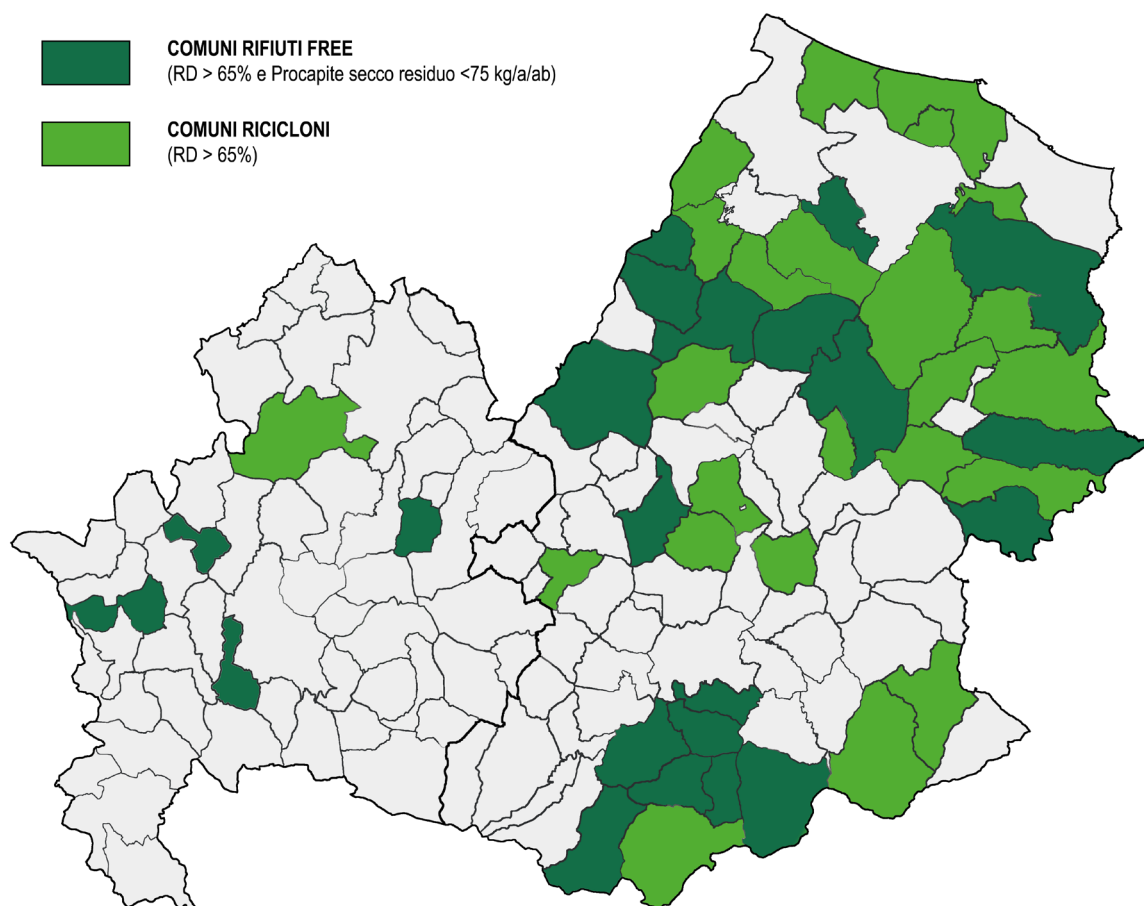 COMUNI RIFIUTI FREE
(RD > 65% e Procapite secco residuo <75 kg/a/ab)
COMUNI RICICLONI
(RD > 65%)